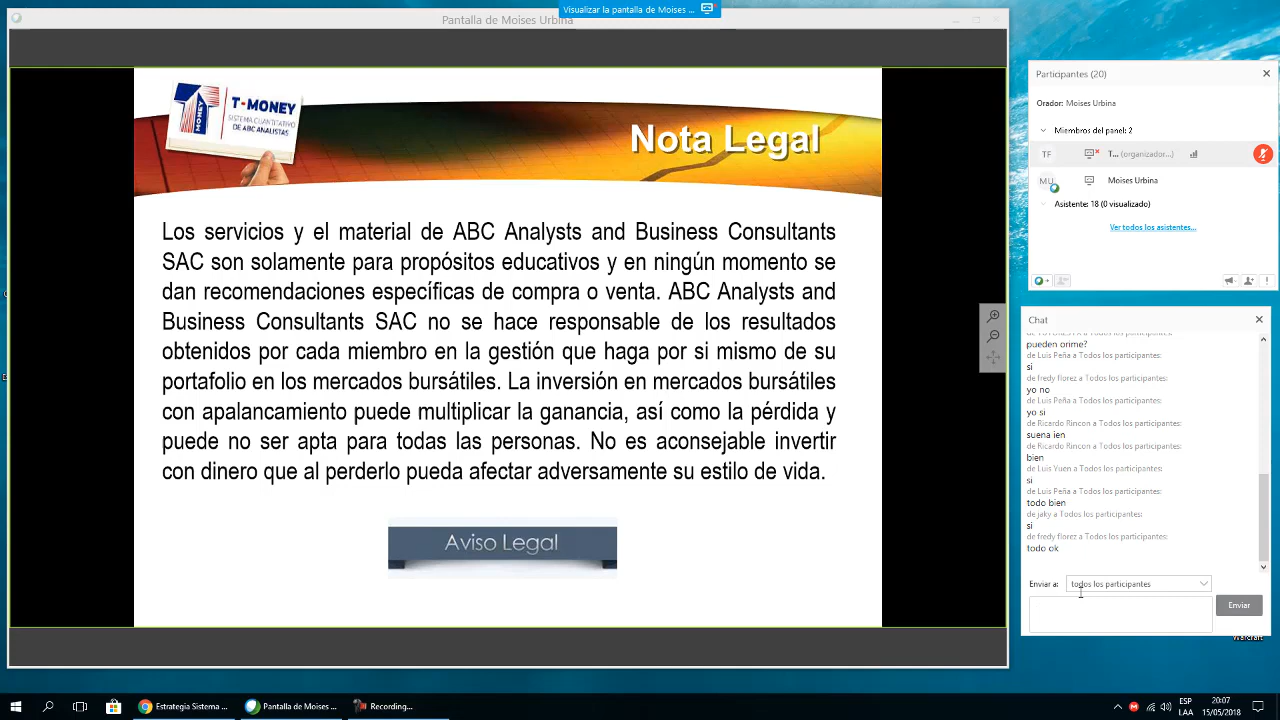 Visualizar la pantalla de Moises ...
Pantalla de Moises Urbina
T-MONEY
SISTEMA CUANTITATIVO
DE ABC ANALISTAS
MONEY
Nota Legal
Los servicios y el material de ABC Analysts and Business Consultants
SAC son solamente para propósitos educativos y en ningún momento se
dan recomendaciones específicas de compra o venta. ABC Analysts and
Business Consultants SAC no se hace responsable de los resultados
obtenidos por cada miembro en la gestión que haga por si mismo de su
portafolio en los mercados bursátiles. La inversión en mercados bursátiles
con apalancamiento puede multiplicar la ganancia, así como la pérdida y
puede no ser apta para todas las personas. No es aconsejable invertir
con dinero que al perderlo pueda afectar adversamente su estilo de vida.
Aviso Legal
Participantes (20)
Orador: Moises Urbina
Miembros del panel: 2
TF T... (organizador...)
MU Moises Urbina
Asistente: 18 (0 visualizado)
Ver todos los asistentes...
Chat
pueden orime?
de Luis Peña a Todos los participantes:
si
de fredy florez a Todos los participantes:
yo no
de Luis Peña a Todos los participantes:
yo si
de Ricardo Rincon a Todos los participantes:
suena ien
de Ricardo Rincon a Todos los participantes:
bien
de Luis Yuen a Todos los participantes:
si
de Luis Peña a Todos los participantes:
todo bien
de jaky a Todos los participantes:
si
de fredy florez a Todos los participantes:
todo ok
Enviar a: todos los participantes
Enviar
Warcraft
Estrategia Sistema ...
Pantalla de Moises ...
Recording...
ESP
LAA
20:07
15/05/2018